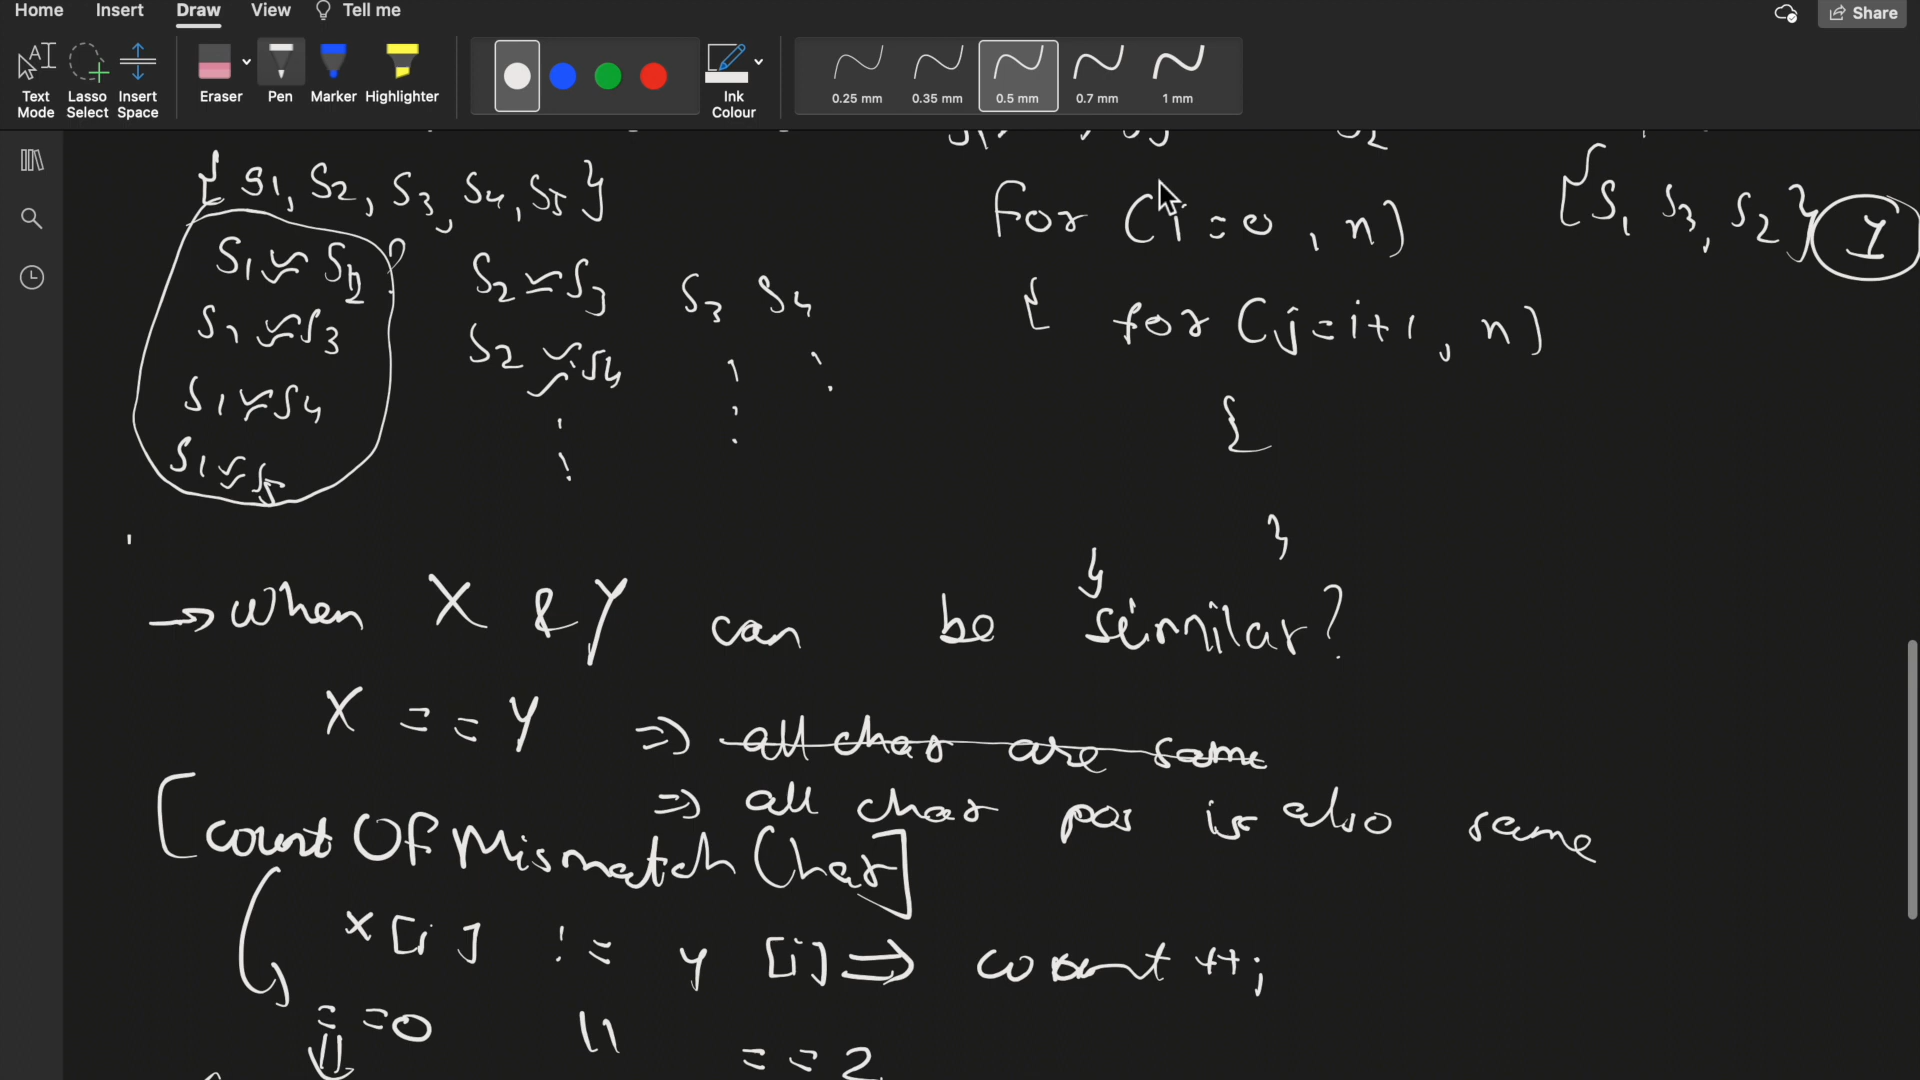 Home Insert Draw View Tell me Share
Text Mode Lasso Select Insert Space Eraser Pen Marker Highlighter Ink Colour 0.25 mm 0.35 mm 0.5 mm 0.7 mm 1 mm
{ S1, S2, S3, S4, S5 }
S1 ≈ S2
S1 ≈ S3
S1 ≈ S4
S1 ≈ S5
S2 ≈ S3
S2 ≈ S4
S3 S4
for (i=0, n)
{ for (j=i+1, n)
{
}
}
{S1 S3, S2}
→ when X & Y can be similar?
X == Y => all char are same
=> all char pos is also same
[count Of Mismatch Char]
x[i] != y[i] => count ++;
==0 || ==2